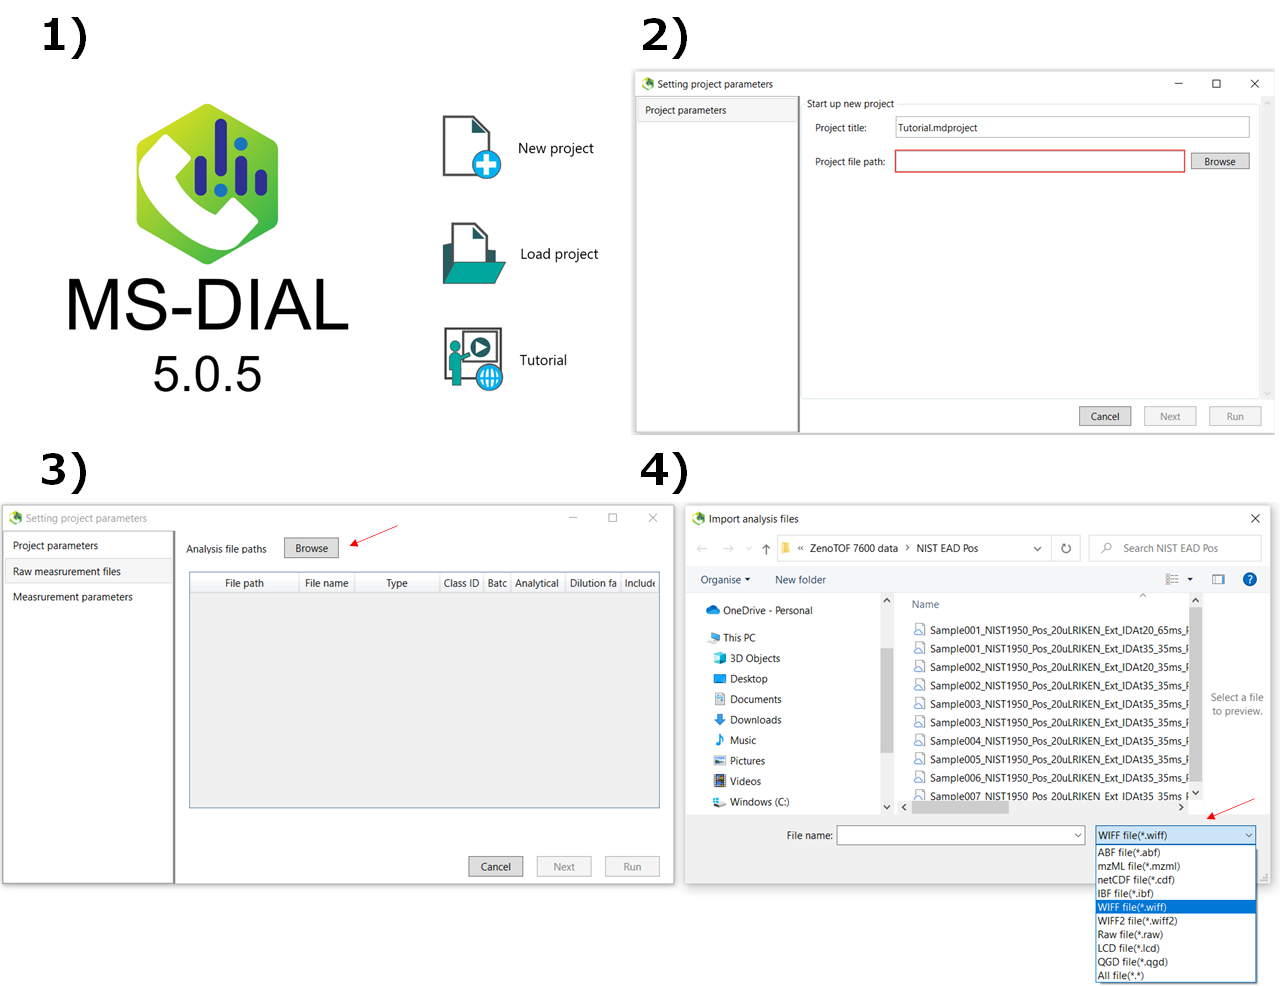 1)
MS-DIAL
5.0.5
New project
Load project
Tutorial
2)
Setting project parameters
Project parameters
Start up new project
Project title:
Tutorial.mdproject
Project file path:
Browse
Cancel
Next
Run
3)
Setting project parameters
Project parameters
Raw measrurement files
Measrurement parameters
Analysis file paths
Browse
File path
File name
Type
Class ID
Batc
Analytical
Dilution fa
Include
Cancel
Next
Run
4)
Import analysis files
« ZenoTOF 7600 data > NIST EAD Pos
Search NIST EAD Pos
Organise
New folder
OneDrive - Personal
This PC
3D Objects
Desktop
Documents
Downloads
Music
Pictures
Videos
Windows (C:)
Name
Sample001_NIST1950_Pos_20uLRIKEN_Ext_IDAt20_65ms_F
Sample001_NIST1950_Pos_20uLRIKEN_Ext_IDAt35_35ms_F
Sample002_NIST1950_Pos_20uLRIKEN_Ext_IDAt20_35ms_F
Sample002_NIST1950_Pos_20uLRIKEN_Ext_IDAt35_35ms_F
Sample003_NIST1950_Pos_20uLRIKEN_Ext_IDAt35_35ms_F
Sample003_NIST1950_Pos_20uLRIKEN_Ext_IDAt35_35ms_F
Sample004_NIST1950_Pos_20uLRIKEN_Ext_IDAt35_35ms_F
Sample005_NIST1950_Pos_20uLRIKEN_Ext_IDAt35_35ms_F
Sample006_NIST1950_Pos_20uLRIKEN_Ext_IDAt35_35ms_F
Sample007_NIST1950_Pos_20uLRIKEN_Ext_IDAt35_35ms_F
Select a file
to preview.
File name:
WIFF file(*.wiff)
ABF file(*.abf)
mzML file(*.mzml)
netCDF file(*.cdf)
IBF file(*.ibf)
WIFF file(*.wiff)
WIFF2 file(*.wiff2)
Raw file(*.raw)
LCD file(*.lcd)
QGD file(*.qgd)
All file(*.*)